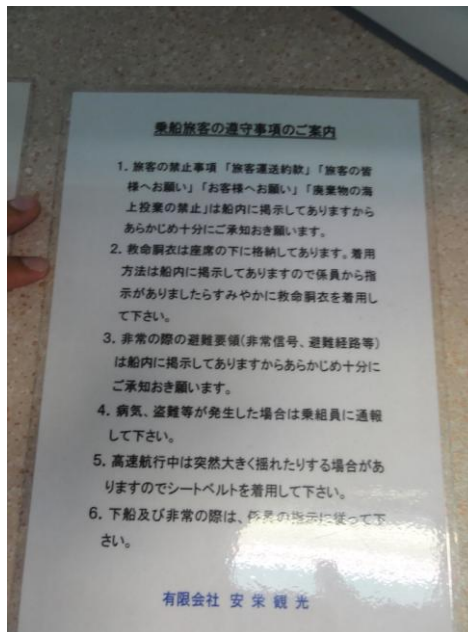 乗船旅客の遵守事項のご案内
1. 旅客の禁止事項 「旅客運送約款」「旅客の皆
様へお願い」「お客様へお願い」「廃棄物の海
上投棄の禁止」は船内に掲示してありますから
あらかじめ十分にご承知おき願います。
2. 救命胴衣は座席の下に格納してあります。着用
方法は船内に掲示してありますので係員から指
示がありましたらすみやかに救命胴衣を着用し
て下さい。
3. 非常の際の避難要領(非常信号、避難経路等)
は船内に掲示してありますからあらかじめ十分に
ご承知おき願います。
4. 病気、盗難等が発生した場合は乗組員に通報
して下さい。
5. 高速航行中は突然大きく揺れたりする場合があ
りますのでシートベルトを着用して下さい。
6. 下船及び非常の際は、係員の指示に従って下
さい。
有限会社 安栄観光